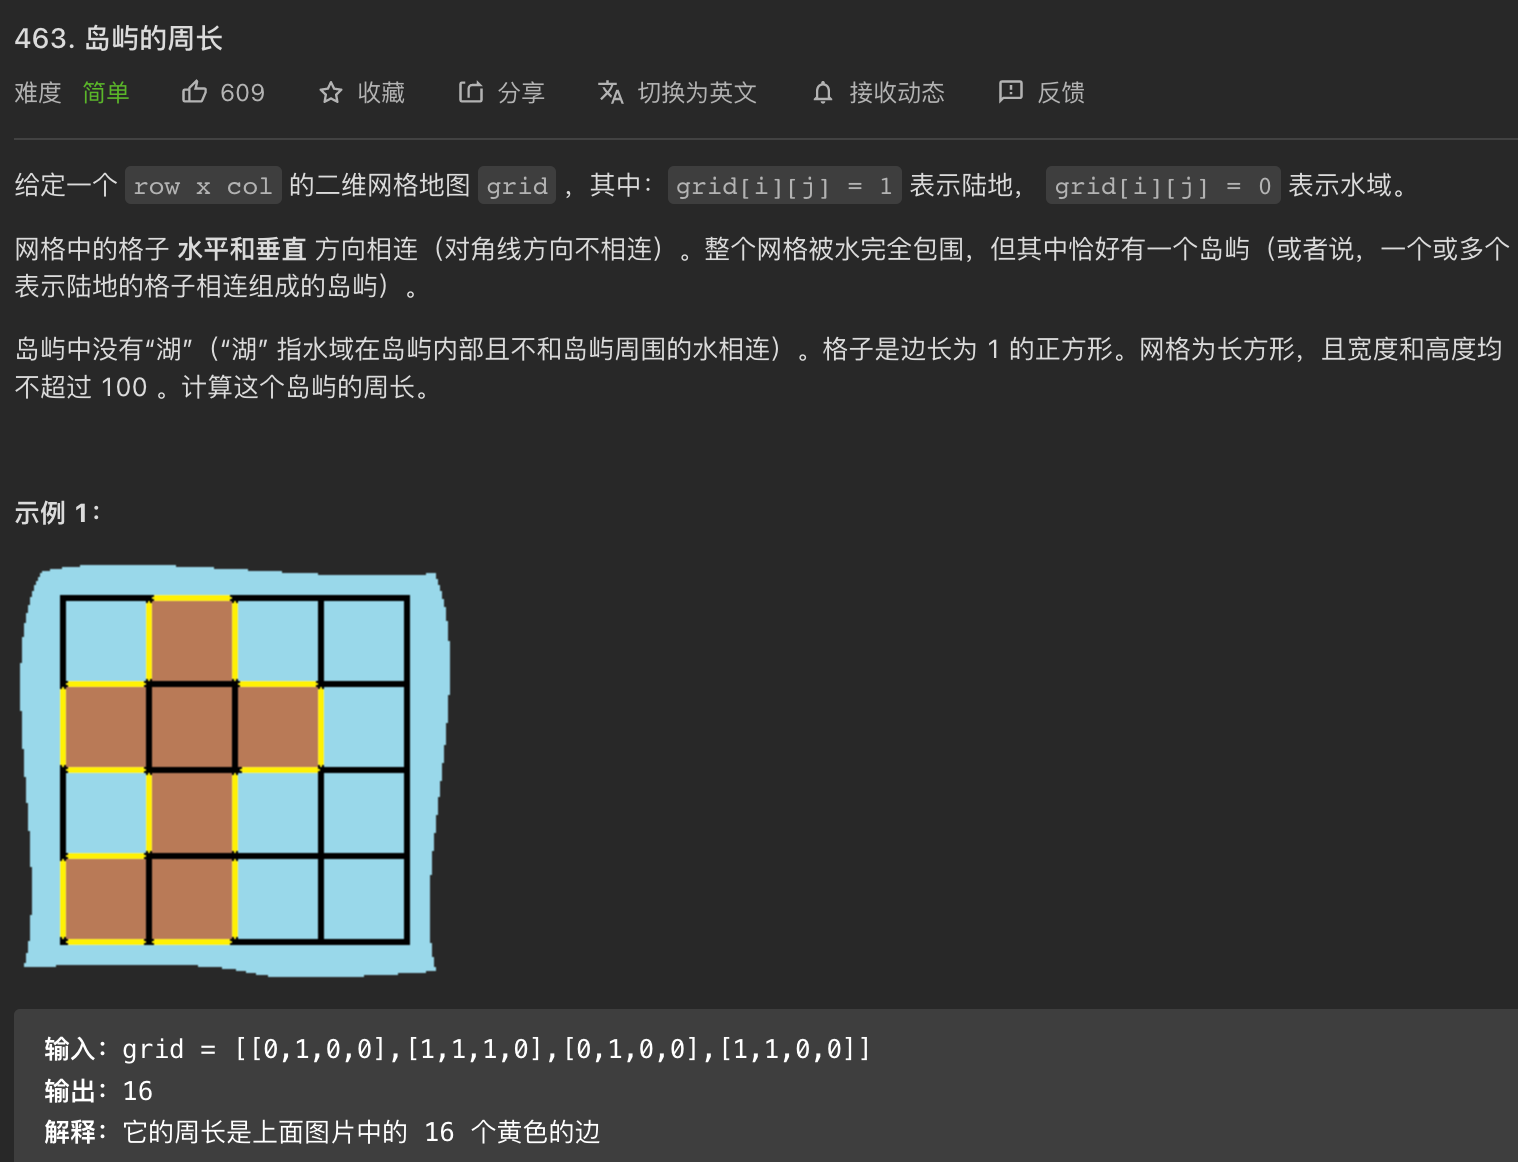 463. 岛屿的周长
难度 简单 609 收藏 分享 切换为英文 接收动态 反馈
给定一个 row x col 的二维网格地图 grid ，其中：grid[i][j] = 1 表示陆地， grid[i][j] = 0 表示水域。
网格中的格子 水平和垂直 方向相连（对角线方向不相连）。整个网格被水完全包围，但其中恰好有一个岛屿（或者说，一个或多个
表示陆地的格子相连组成的岛屿）。
岛屿中没有“湖”（“湖” 指水域在岛屿内部且不和岛屿周围的水相连）。格子是边长为 1 的正方形。网格为长方形，且宽度和高度均
不超过 100 。计算这个岛屿的周长。
示例 1：
输入：grid = [[0,1,0,0],[1,1,1,0],[0,1,0,0],[1,1,0,0]]
输出：16
解释：它的周长是上面图片中的 16 个黄色的边